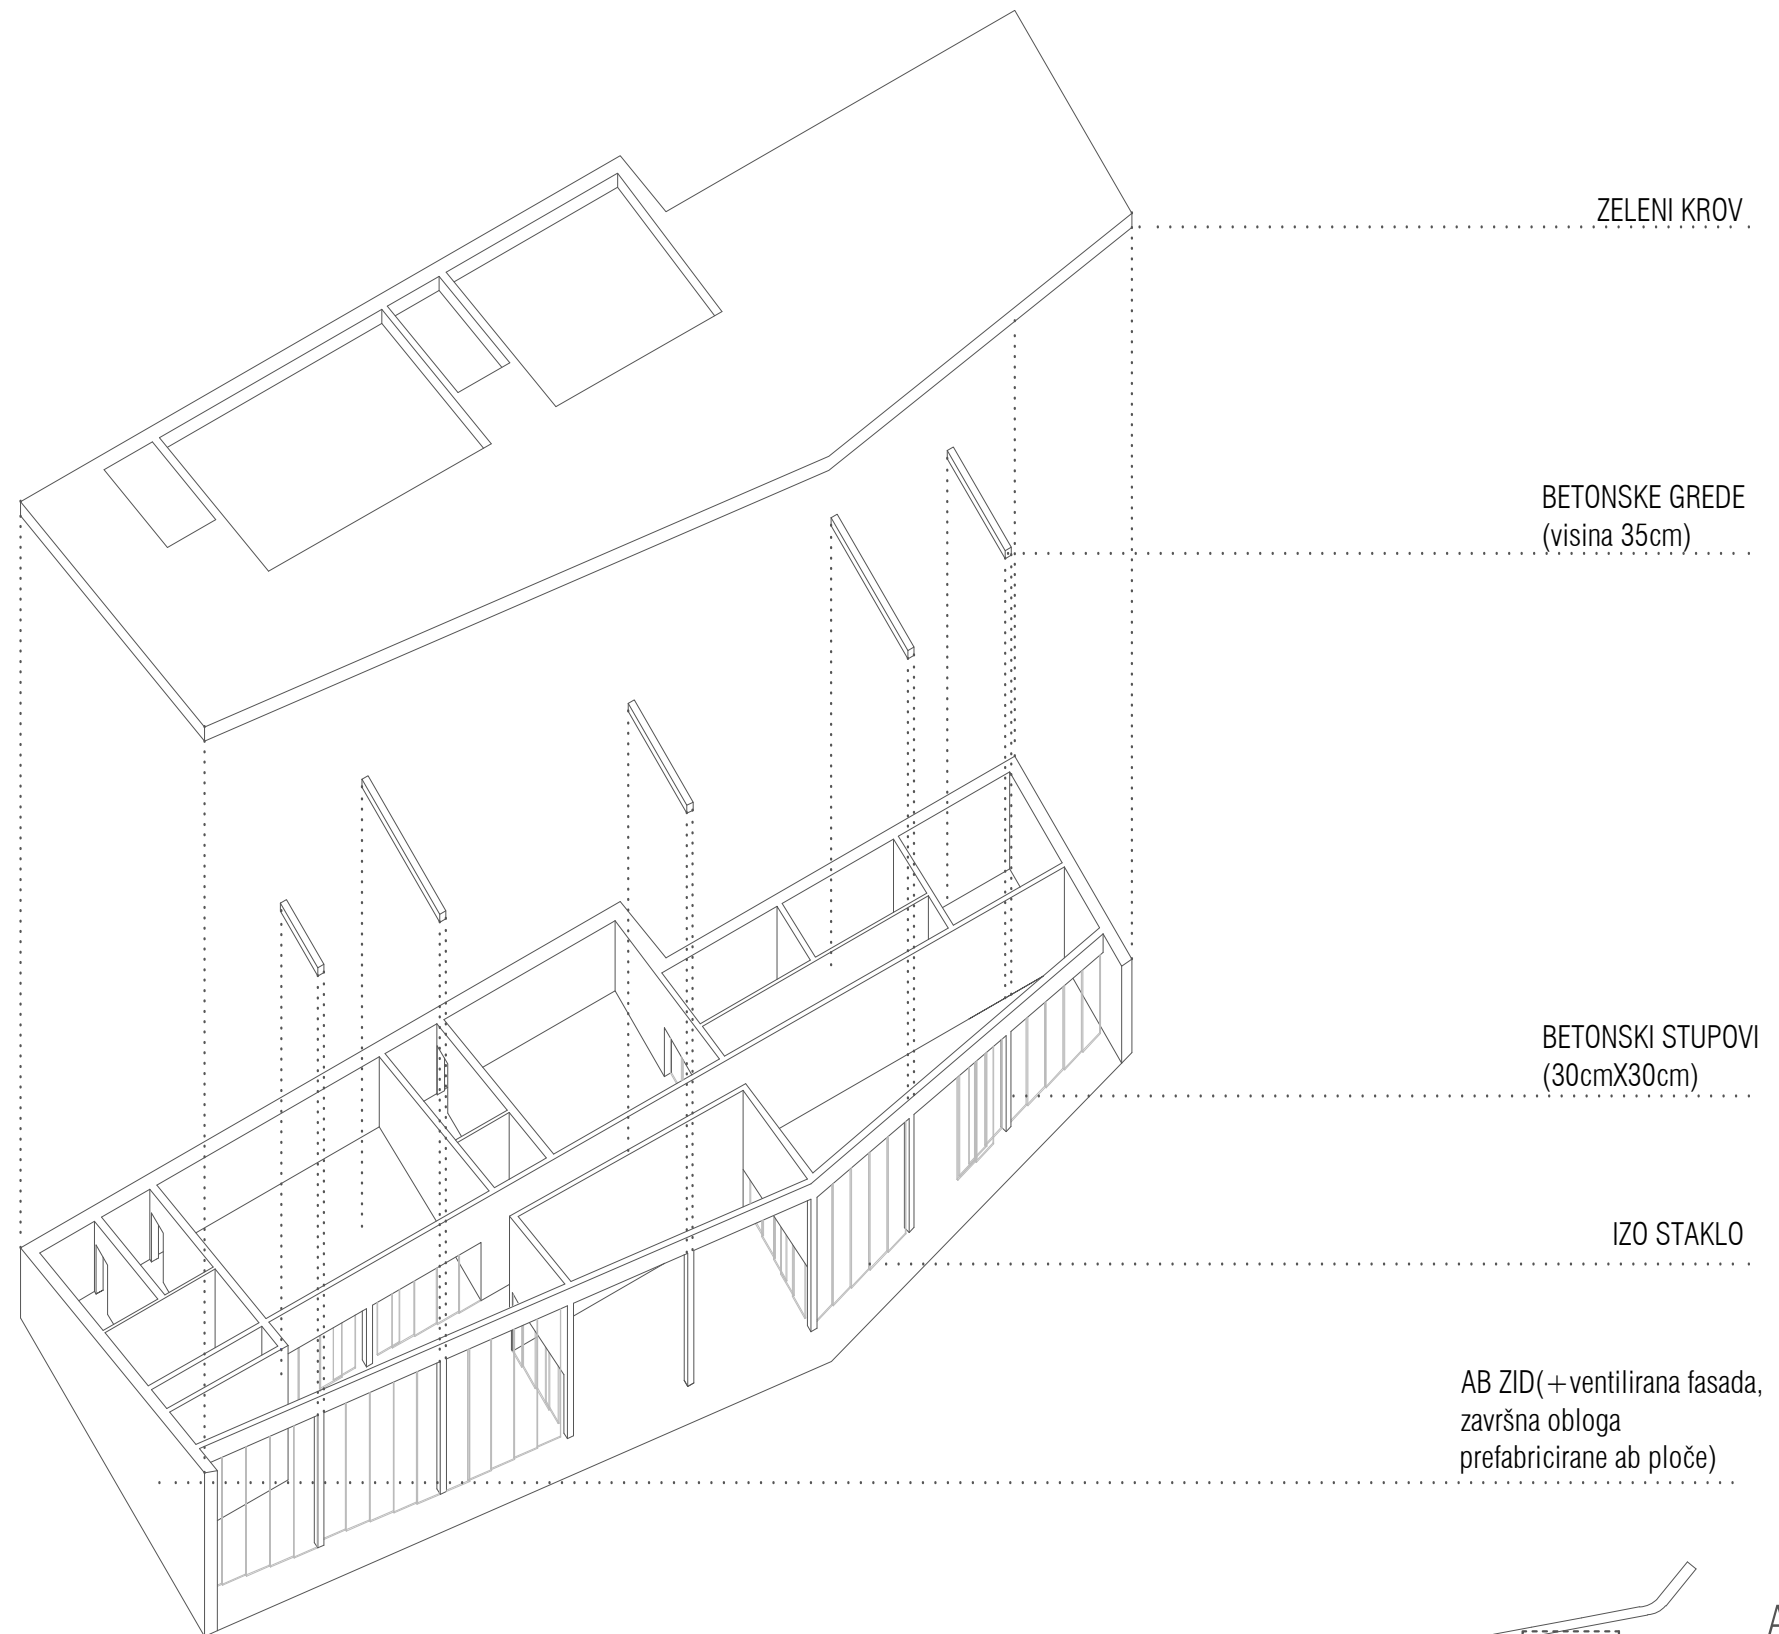 ZELENI KROV
BETONSKE GREDE
(visina 35cm)
BETONSKI STUPOVI
(30cmX30cm)
IZO STAKLO
AB ZID(+ventilirana fasada,
završna obloga
prefabricirane ab ploče)